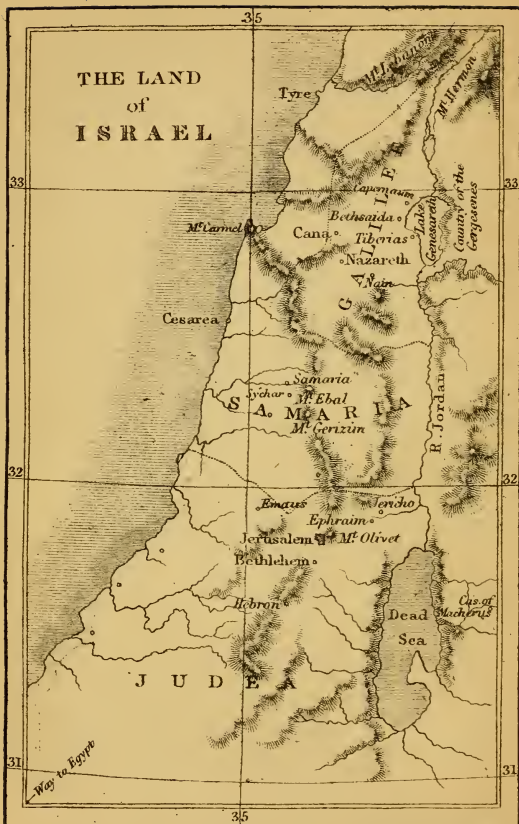 35
THE LAND
of
ISRAEL
Mt. Lebanon
Mt. Hermon
Tyre
33
33
Capernaum
Bethsaida
Cana
Tiberias
Lake
Genesarah
Country of the
Gergesenes
GALILEE
Mt. Carmel
Nazareth
Nain
Cesarea
Samaria
Sychar
Mt. Ebal
SAMARIA
Mt. Gerizim
R. Jordan
32
32
Emaus
Jericho
Ephraim
Jerusalem
Mt. Olivet
Bethlehem
Hebron
Cas. of
Macherus
Dead
Sea
JUDEA
31
31
Way to Egypt
35